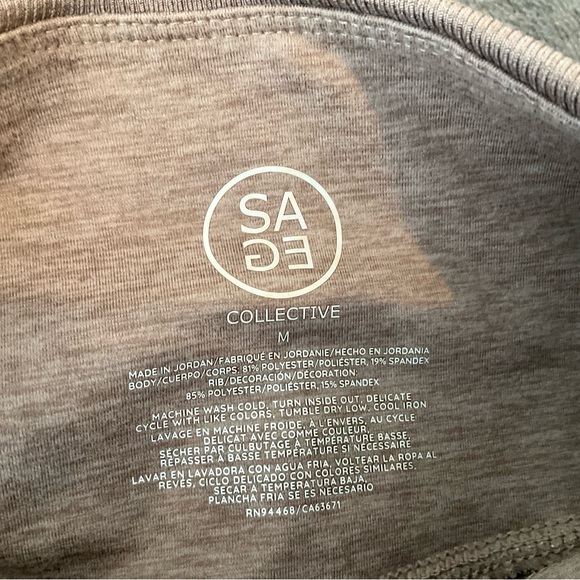 SA
GE
COLLECTIVE
M
MADE IN JORDAN/FABRIQUÉ EN JORDANIE/HECHO EN JORDANIA
BODY/CUERPO/CORPS: 81% POLYESTER/POLIÉSTER, 19% SPANDEX
RIB/DECORACIÓN/DÉCORATION:
85% POLYESTER/POLIÉSTER, 15% SPANDEX
MACHINE WASH COLD, TURN INSIDE OUT, DELICATE
CYCLE WITH LIKE COLORS, TUMBLE DRY LOW. COOL IRON
LAVAGE EN MACHINE FROIDE, À L'ENVERS, AU CYCLE
DÉLICAT AVEC COMME COULEUR.
SÉCHER PAR CULBUTAGE À TEMPÉRATURE BASSE.
REPASSER À BASSE TEMPÉRATURE SI NÉCESSAIRE
LAVAR EN LAVADORA CON AGUA FRIA, VOLTEAR LA ROPA AL
REVÉS, CICLO DELICADO CON COLORES SIMILARES.
SECAR A TEMPERATURA BAJA.
PLANCHA FRIA SE ES NECESARIO
RN94468/CA63671